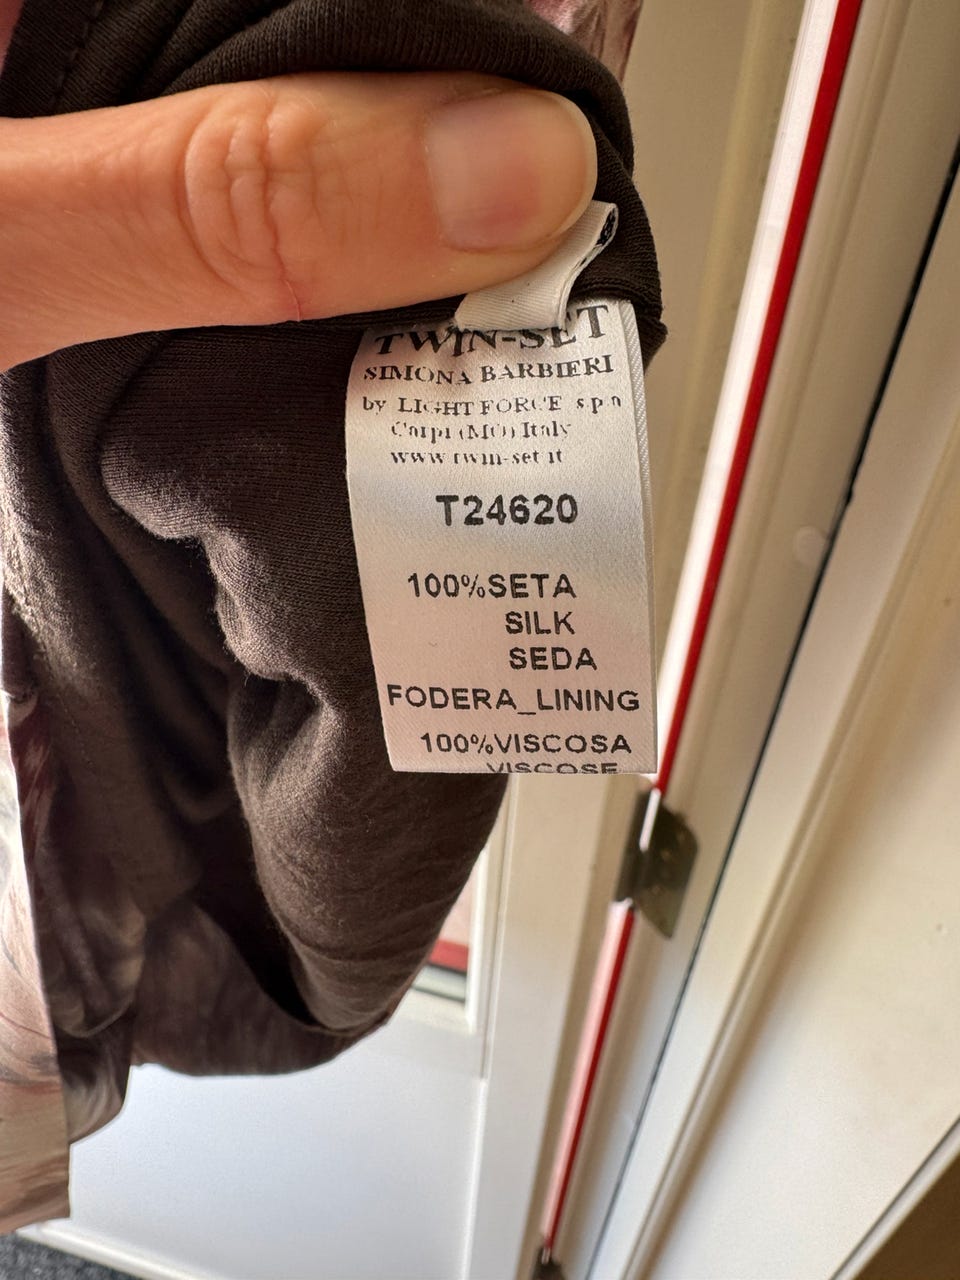 TWIN-SET
SIMONA BARBIERI
by LIGHT FORCE s.p.a
Carpi (MO) Italy
www.twin-set.it
T24620
100%SETA
SILK
SEDA
FODERA_LINING
100%VISCOSA
VISCOSE